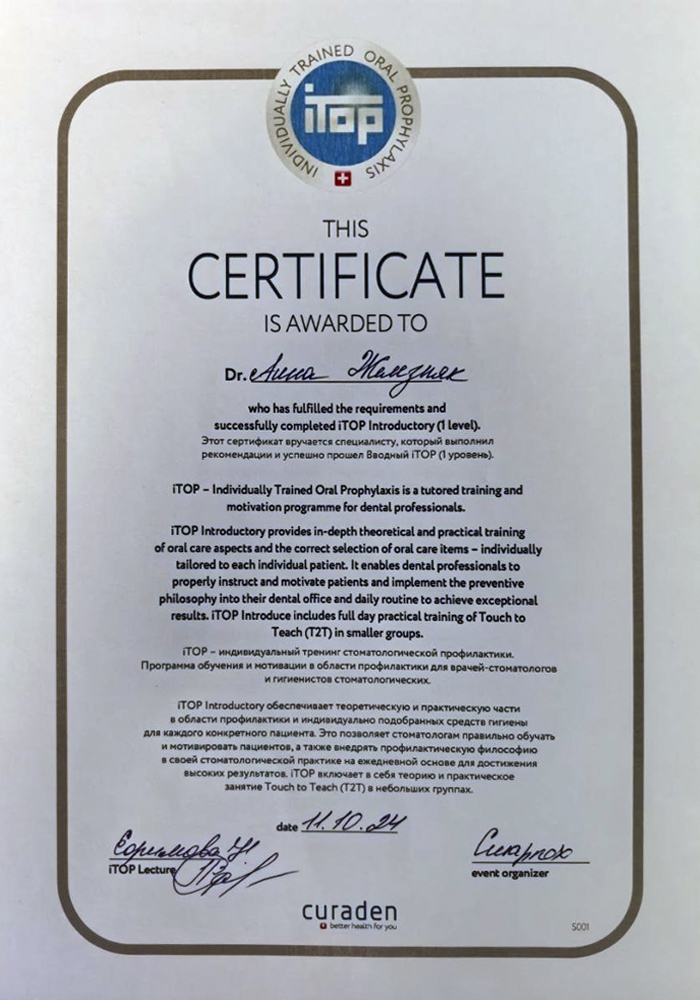 INDIVIDUALLY TRAINED ORAL PROPHYLAXIS
iTop
THIS
CERTIFICATE
IS AWARDED TO
Dr. Анна Железняк
who has fulfilled the requirements and
successfully completed iTOP Introductory (1 level).
Этот сертификат вручается специалисту, который выполнил
рекомендации и успешно прошел Вводный iTOP (1 уровень).
iTOP – Individually Trained Oral Prophylaxis is a tutored training and
motivation programme for dental professionals.
iTOP Introductory provides in-depth theoretical and practical training
of oral care aspects and the correct selection of oral care items – individually
tailored to each individual patient. It enables dental professionals to
properly instruct and motivate patients and implement the preventive
philosophy into their dental office and daily routine to achieve exceptional
results. iTOP Introduce includes full day practical training of Touch to
Teach (T2T) in smaller groups.
iTOP – индивидуальный тренинг стоматологической профилактики.
Программа обучения и мотивации в области профилактики для врачей-стоматологов
и гигиенистов стоматологических.
iTOP Introductory обеспечивает теоретическую и практическую части
в области профилактики и индивидуально подобранных средств гигиены
для каждого конкретного пациента. Это позволяет стоматологам правильно обучать
и мотивировать пациентов, а также внедрять профилактическую философию
в своей стоматологической практике на ежедневной основе для достижения
высоких результатов. iTOP включает в себя теорию и практическое
занятие Touch to Teach (T2T) в небольших группах.
date 11.10.24
iTOP Lecture
event organizer
curaden
better health for you
S001